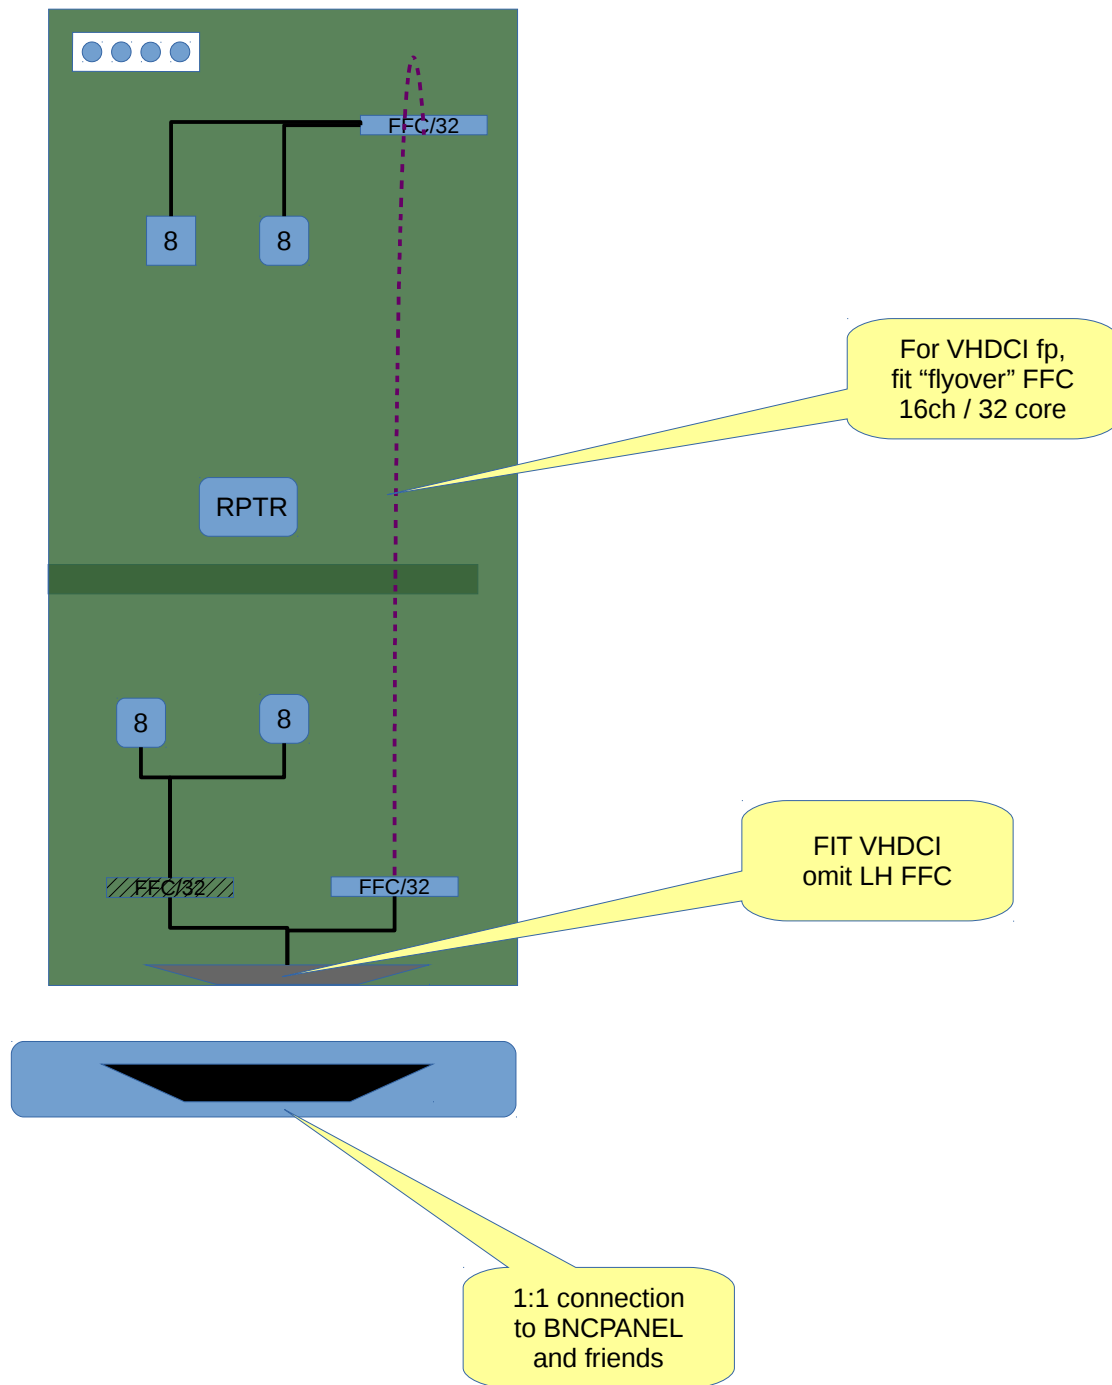 FFC/32
8
8
For VHDCI fp,
fit “flyover” FFC
16ch / 32 core
RPTR
8
8
FIT VHDCI
omit LH FFC
FFC/32
FFC/32
1:1 connection
to BNCPANEL
and friends